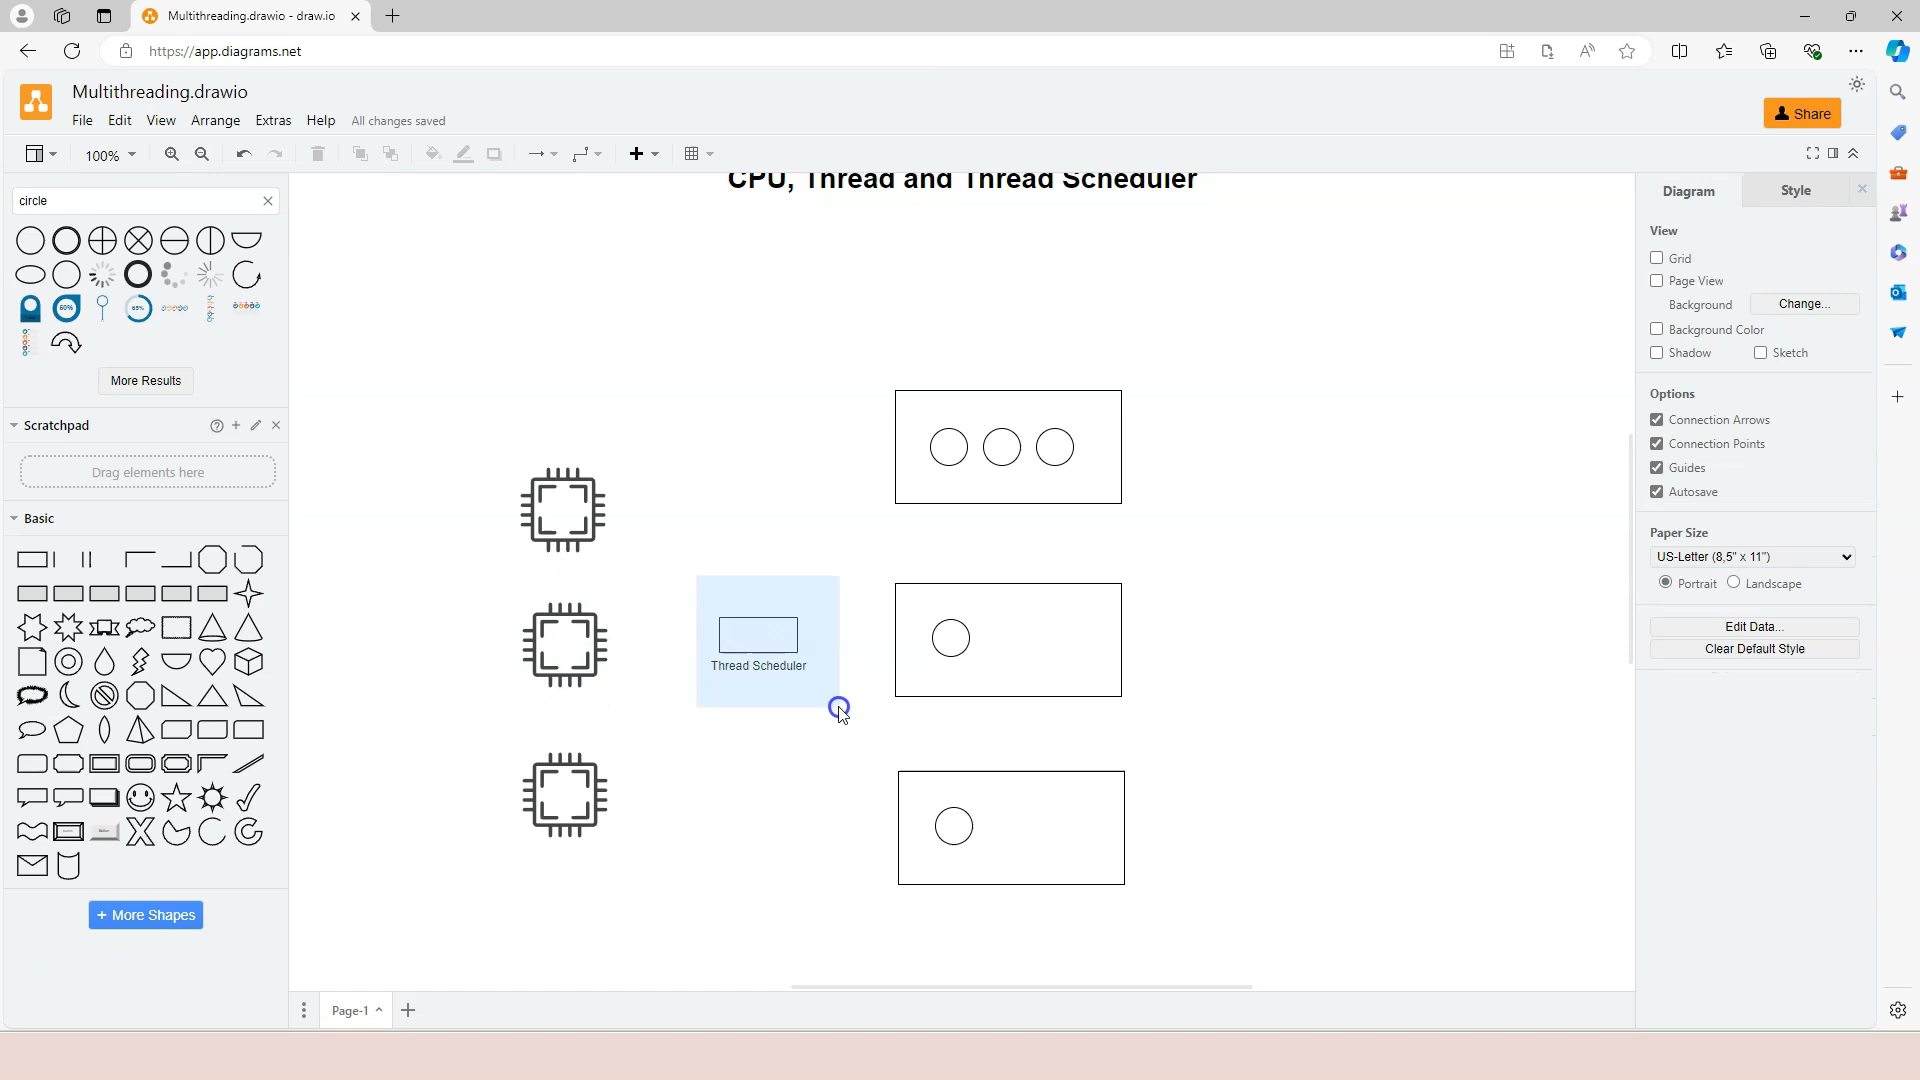 Multithreading.drawio - draw.io
https://app.diagrams.net
Multithreading.drawio
File Edit View Arrange Extras Help All changes saved
Share
100%
circle
60%
65%
More Results
Scratchpad
Drag elements here
Basic
+ More Shapes
CPU, Thread and Thread Scheduler
Thread Scheduler
Page-1
Diagram Style
View
Grid
Page View
Background Change...
Background Color
Shadow Sketch
Options
Connection Arrows
Connection Points
Guides
Autosave
Paper Size
US-Letter (8,5" x 11")
Portrait Landscape
Edit Data...
Clear Default Style